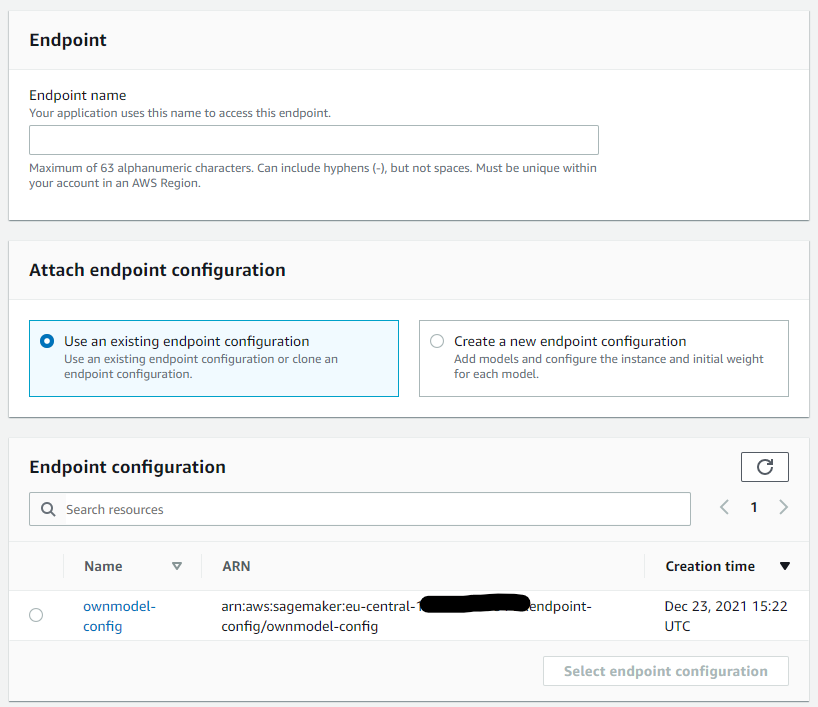 Endpoint
Endpoint name
Your application uses this name to access this endpoint.
Maximum of 63 alphanumeric characters. Can include hyphens (-), but not spaces. Must be unique within
your account in an AWS Region.
Attach endpoint configuration
Use an existing endpoint configuration
Use an existing endpoint configuration or clone an
endpoint configuration.
Create a new endpoint configuration
Add models and configure the instance and initial weight
for each model.
Endpoint configuration
Search resources
1
Name ARN Creation time
ownmodel- arn:aws:sagemaker:eu-central- endpoint- Dec 23, 2021 15:22
config config/ownmodel-config UTC
Select endpoint configuration